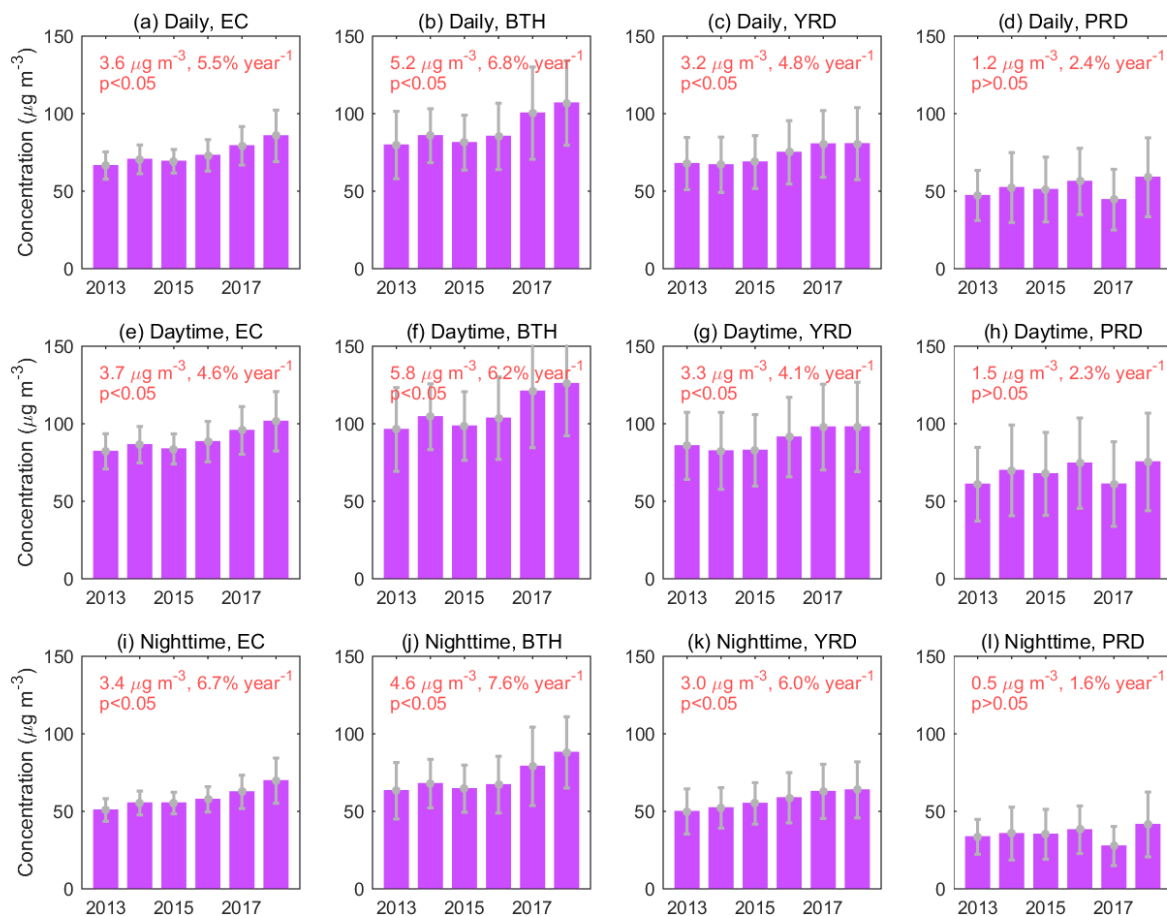 (a) Daily, EC
(b) Daily, BTH
(c) Daily, YRD
(d) Daily, PRD
Concentration (μg m⁻³)
150
100
50
0
3.6 μg m⁻³, 5.5% year⁻¹
p<0.05
2013 2015 2017
150
100
50
0
5.2 μg m⁻³, 6.8% year⁻¹
p<0.05
2013 2015 2017
150
100
50
0
3.2 μg m⁻³, 4.8% year⁻¹
p<0.05
2013 2015 2017
150
100
50
0
1.2 μg m⁻³, 2.4% year⁻¹
p>0.05
2013 2015 2017
(e) Daytime, EC
(f) Daytime, BTH
(g) Daytime, YRD
(h) Daytime, PRD
Concentration (μg m⁻³)
150
100
50
0
3.7 μg m⁻³, 4.6% year⁻¹
p<0.05
2013 2015 2017
150
100
50
0
5.8 μg m⁻³, 6.2% year⁻¹
p<0.05
2013 2015 2017
150
100
50
0
3.3 μg m⁻³, 4.1% year⁻¹
p<0.05
2013 2015 2017
150
100
50
0
1.5 μg m⁻³, 2.3% year⁻¹
p>0.05
2013 2015 2017
(i) Nighttime, EC
(j) Nighttime, BTH
(k) Nighttime, YRD
(l) Nighttime, PRD
Concentration (μg m⁻³)
150
100
50
0
3.4 μg m⁻³, 6.7% year⁻¹
p<0.05
2013 2015 2017
150
100
50
0
4.6 μg m⁻³, 7.6% year⁻¹
p<0.05
2013 2015 2017
150
100
50
0
3.0 μg m⁻³, 6.0% year⁻¹
p<0.05
2013 2015 2017
150
100
50
0
0.5 μg m⁻³, 1.6% year⁻¹
p>0.05
2013 2015 2017